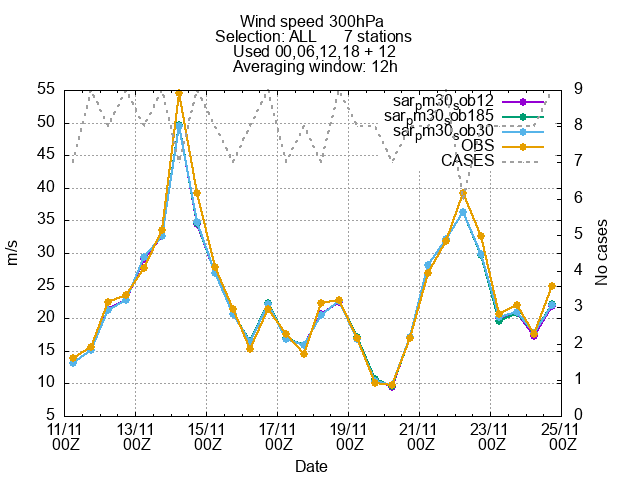 Wind speed 300hPa
Selection: ALL 7 stations
Used 00,06,12,18 + 12
Averaging window: 12h
sarpm30sob12
sarpm30sob185
sarpm30sob30
OBS
CASES
55
50
45
40
35
30
25
20
15
10
5
m/s
9
8
7
6
5
4
3
2
1
0
No cases
11/11 13/11 15/11 17/11 19/11 21/11 23/11 25/11
00Z 00Z 00Z 00Z 00Z 00Z 00Z 00Z
Date